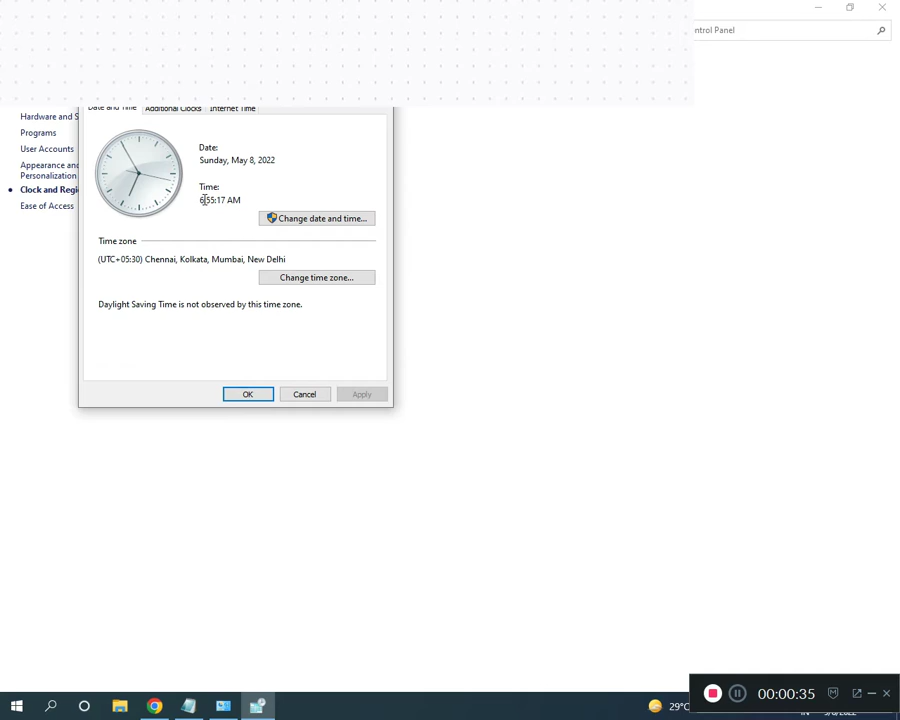 ntrol Panel
Date and Time Additional Clocks Internet Time
Hardware and S
Programs
User Accounts
Appearance and
Personalization
Clock and Regi
Ease of Access
Date:
Sunday, May 8, 2022
Time:
6:55:17 AM
Change date and time...
Time zone
(UTC+05:30) Chennai, Kolkata, Mumbai, New Delhi
Change time zone...
Daylight Saving Time is not observed by this time zone.
OK Cancel Apply
29°C
00:00:35